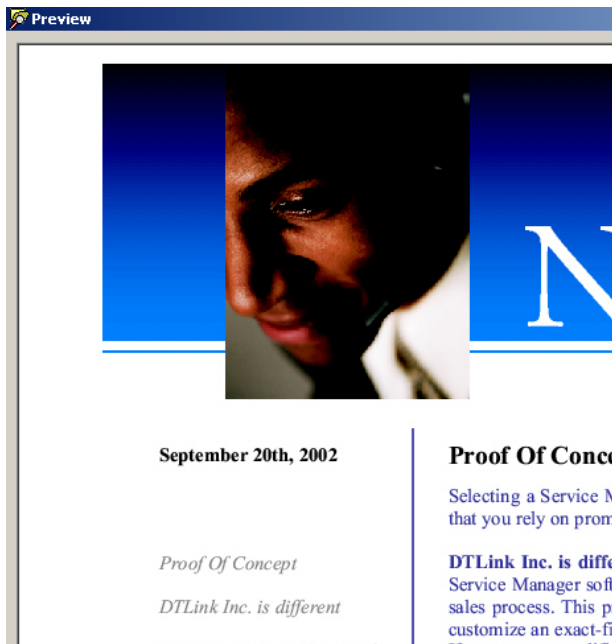 Preview
N
September 20th, 2002
Proof Of Concept
DTLink Inc. is different
Proof Of Conce
Selecting a Service M
that you rely on prom
DTLink Inc. is diffe
Service Manager soft
sales process. This p
customize an exact-fi